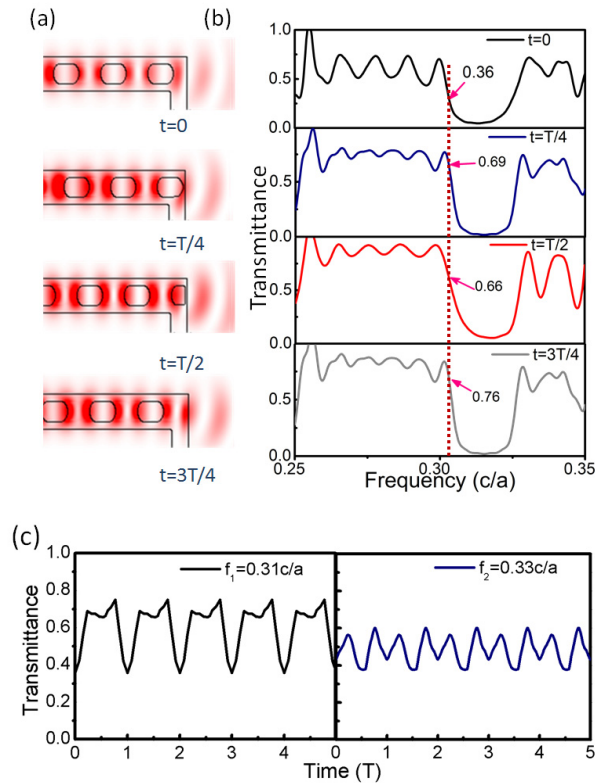 (a)
t=0
t=T/4
t=T/2
t=3T/4
(b)
Transmittance
1.0
0.5
0.0
t=0
0.36
0.5
0.0
t=T/4
0.69
0.5
0.0
t=T/2
0.66
0.5
0.0
t=3T/4
0.76
0.25
0.30
0.35
Frequency (c/a)
(c)
Transmittance
1.0
0.8
0.6
0.4
0.2
0.0
f1=0.31c/a
f2=0.33c/a
0 1 2 3 4 0 1 2 3 4 5
Time (T)